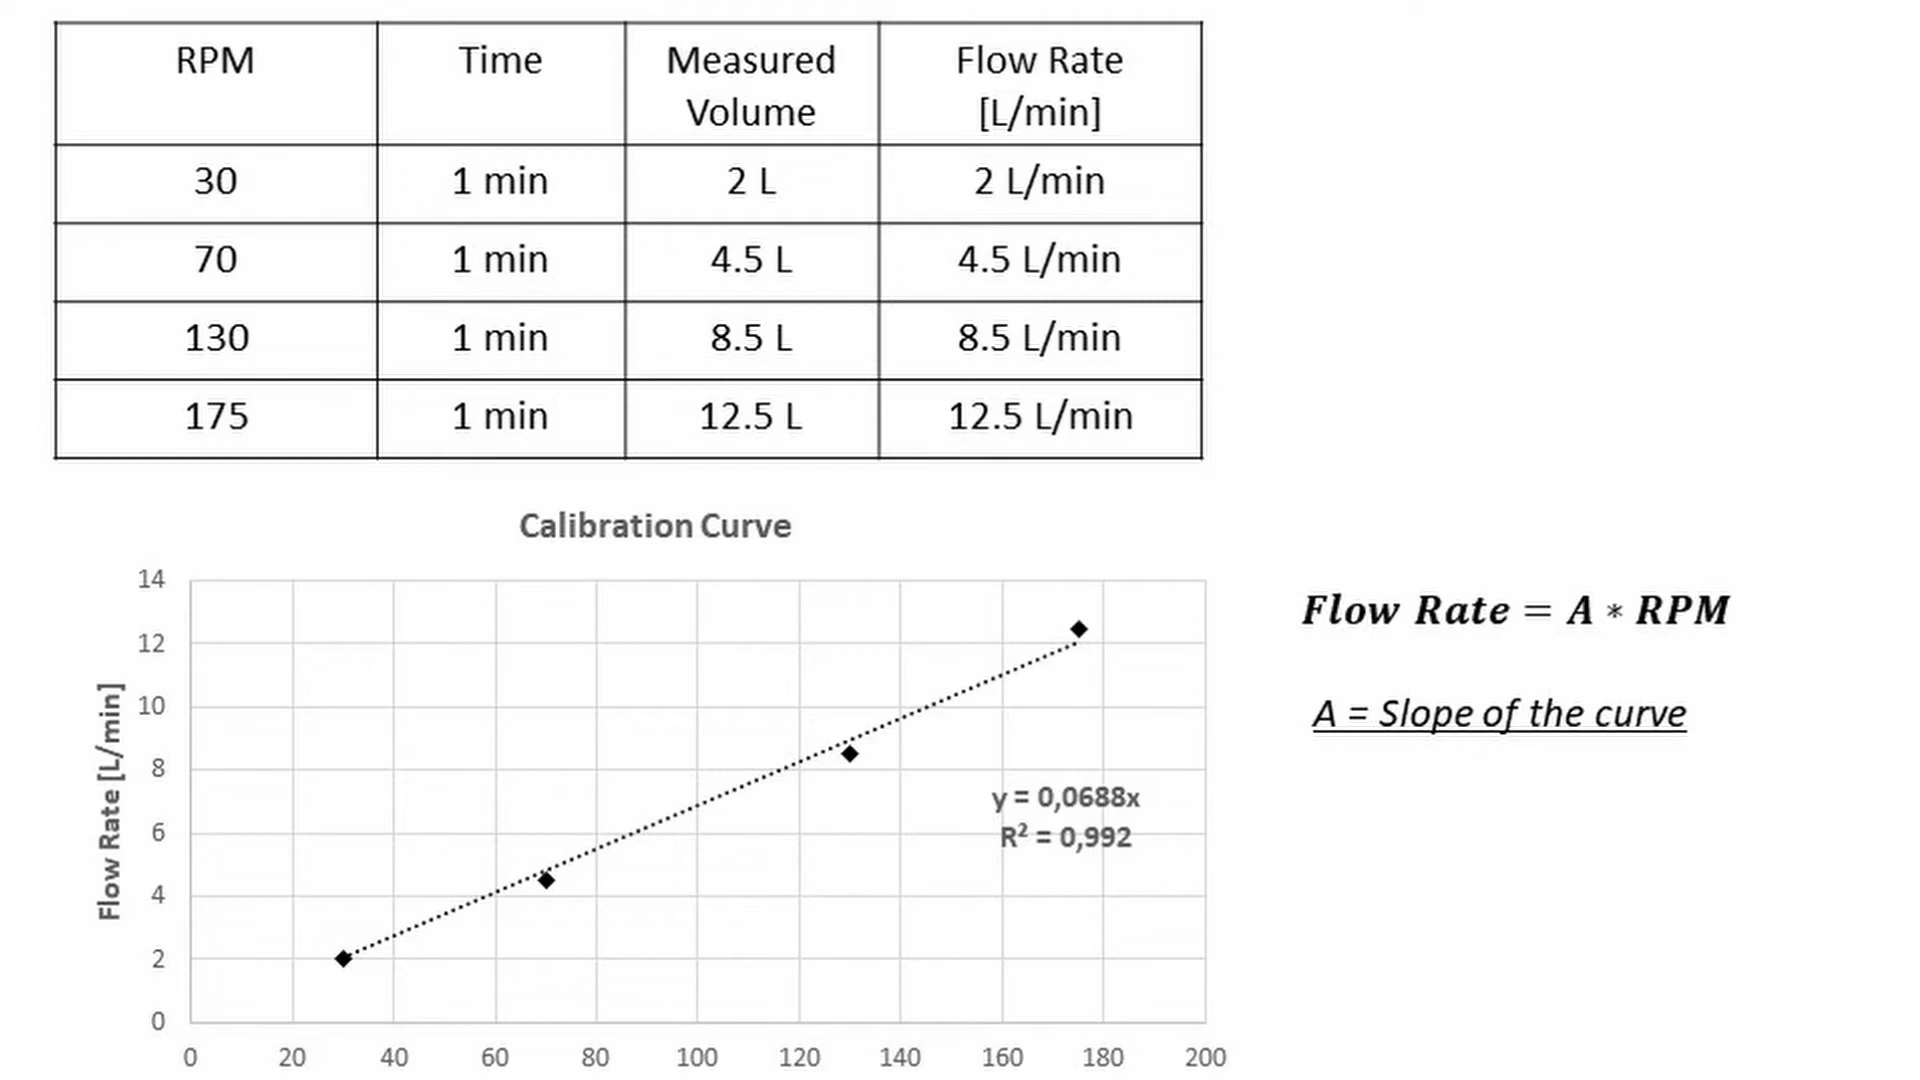 RPM Time Measured Volume Flow Rate [L/min]
30 1 min 2 L 2 L/min
70 1 min 4.5 L 4.5 L/min
130 1 min 8.5 L 8.5 L/min
175 1 min 12.5 L 12.5 L/min
Calibration Curve
14
12
10
8
6
4
2
0
Flow Rate [L/min]
y = 0,0688x
R² = 0,992
0 20 40 60 80 100 120 140 160 180 200
Flow Rate = A * RPM
A = Slope of the curve